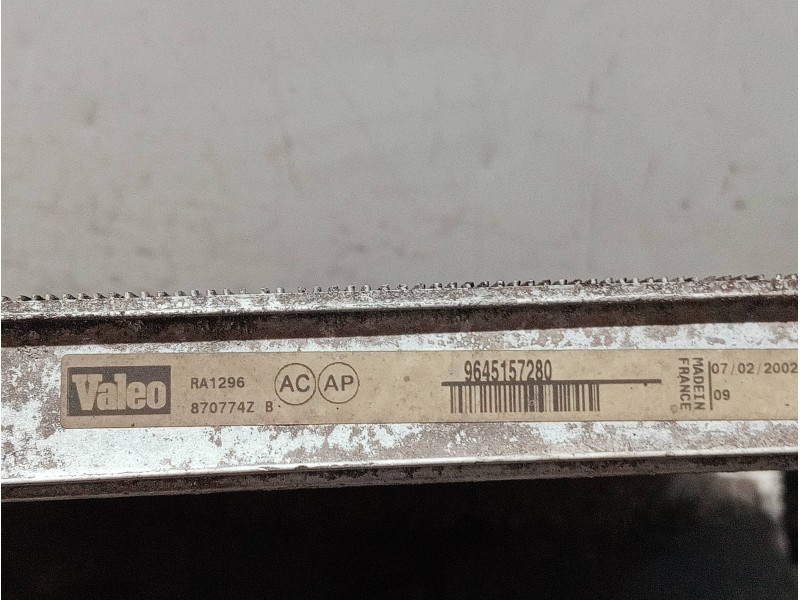 Valeo
RA1296
870774Z B
AC
AP
9645157280
MADE IN
FRANCE
07/02/2002
09